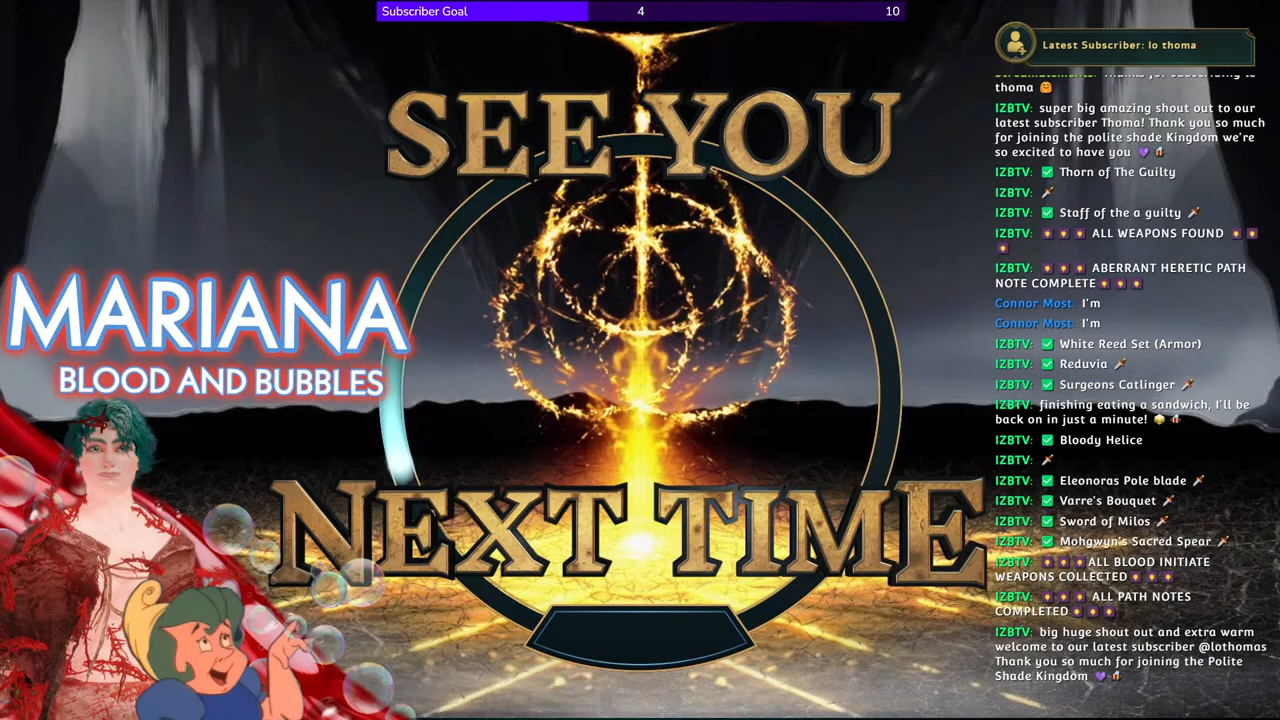 Subscriber Goal 4 10
Latest Subscriber: lo thoma
SEE YOU
NEXT TIME
MARIANA
BLOOD AND BUBBLES
thoma
IZBTV: super big amazing shout out to our
latest subscriber Thoma! Thank you so much
for joining the polite shade Kingdom we're
so excited to have you
IZBTV: Thorn of The Guilty
IZBTV:
IZBTV: Staff of the a guilty
IZBTV: ALL WEAPONS FOUND
IZBTV: ABERRANT HERETIC PATH
NOTE COMPLETE
Connor Most: I'm
Connor Most: I'm
IZBTV: White Reed Set (Armor)
IZBTV: Reduvia
IZBTV: Surgeons Catlinger
IZBTV: finishing eating a sandwich, I'll be
back on in just a minute!
IZBTV: Bloody Helice
IZBTV:
IZBTV: Eleonoras Pole blade
IZBTV: Varre's Bouquet
IZBTV: Sword of Milos
IZBTV: Mohgwyn's Sacred Spear
IZBTV: ALL BLOOD INITIATE
WEAPONS COLLECTED
IZBTV: ALL PATH NOTES
COMPLETED
IZBTV: big huge shout out and extra warm
welcome to our latest subscriber @lothomas
Thank you so much for joining the Polite
Shade Kingdom